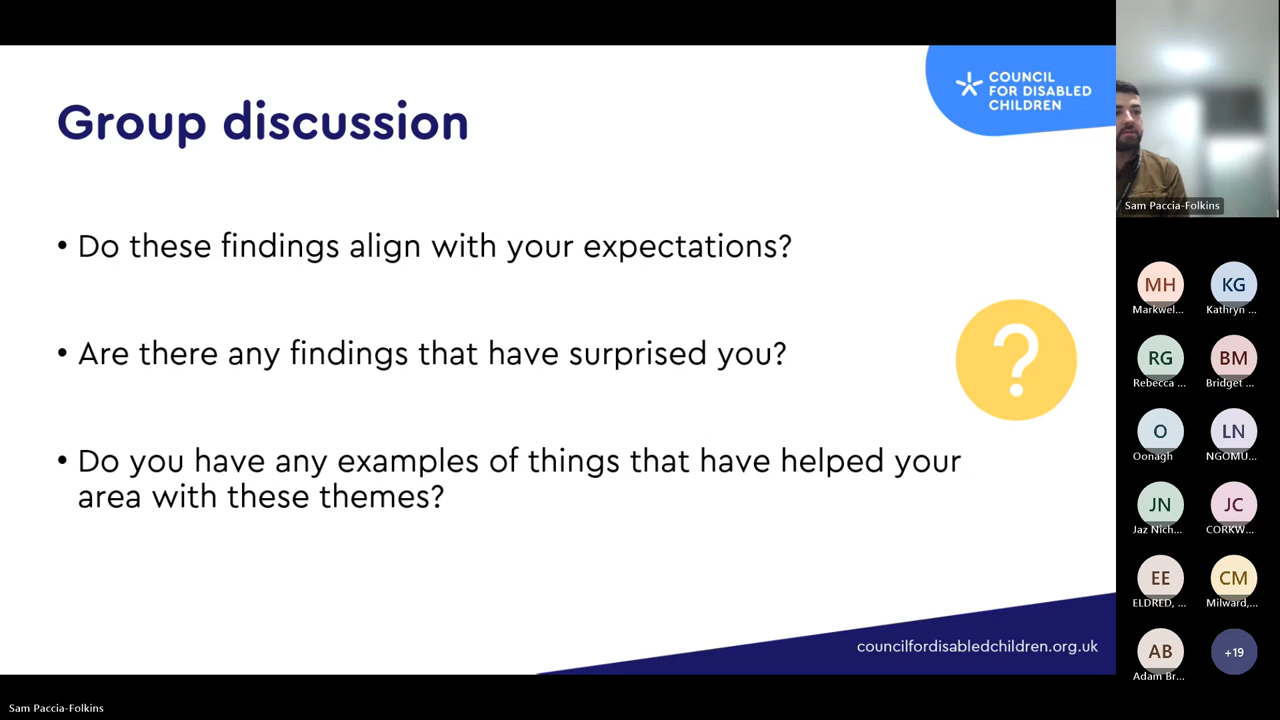 COUNCIL
FOR DISABLED
CHILDREN
Group discussion
• Do these findings align with your expectations?
• Are there any findings that have surprised you?
?
• Do you have any examples of things that have helped your
area with these themes?
councilfordisabledchildren.org.uk
Sam Paccia-Folkins
MH
KG
Markwel...
Kathryn ...
RG
BM
Rebecca ...
Bridget ...
O
LN
Oonagh
NGOMU...
JN
JC
Jaz Nich...
CORKW...
EE
CM
ELDRED, ...
Milward,...
AB
+19
Adam Br...
Sam Paccia-Folkins